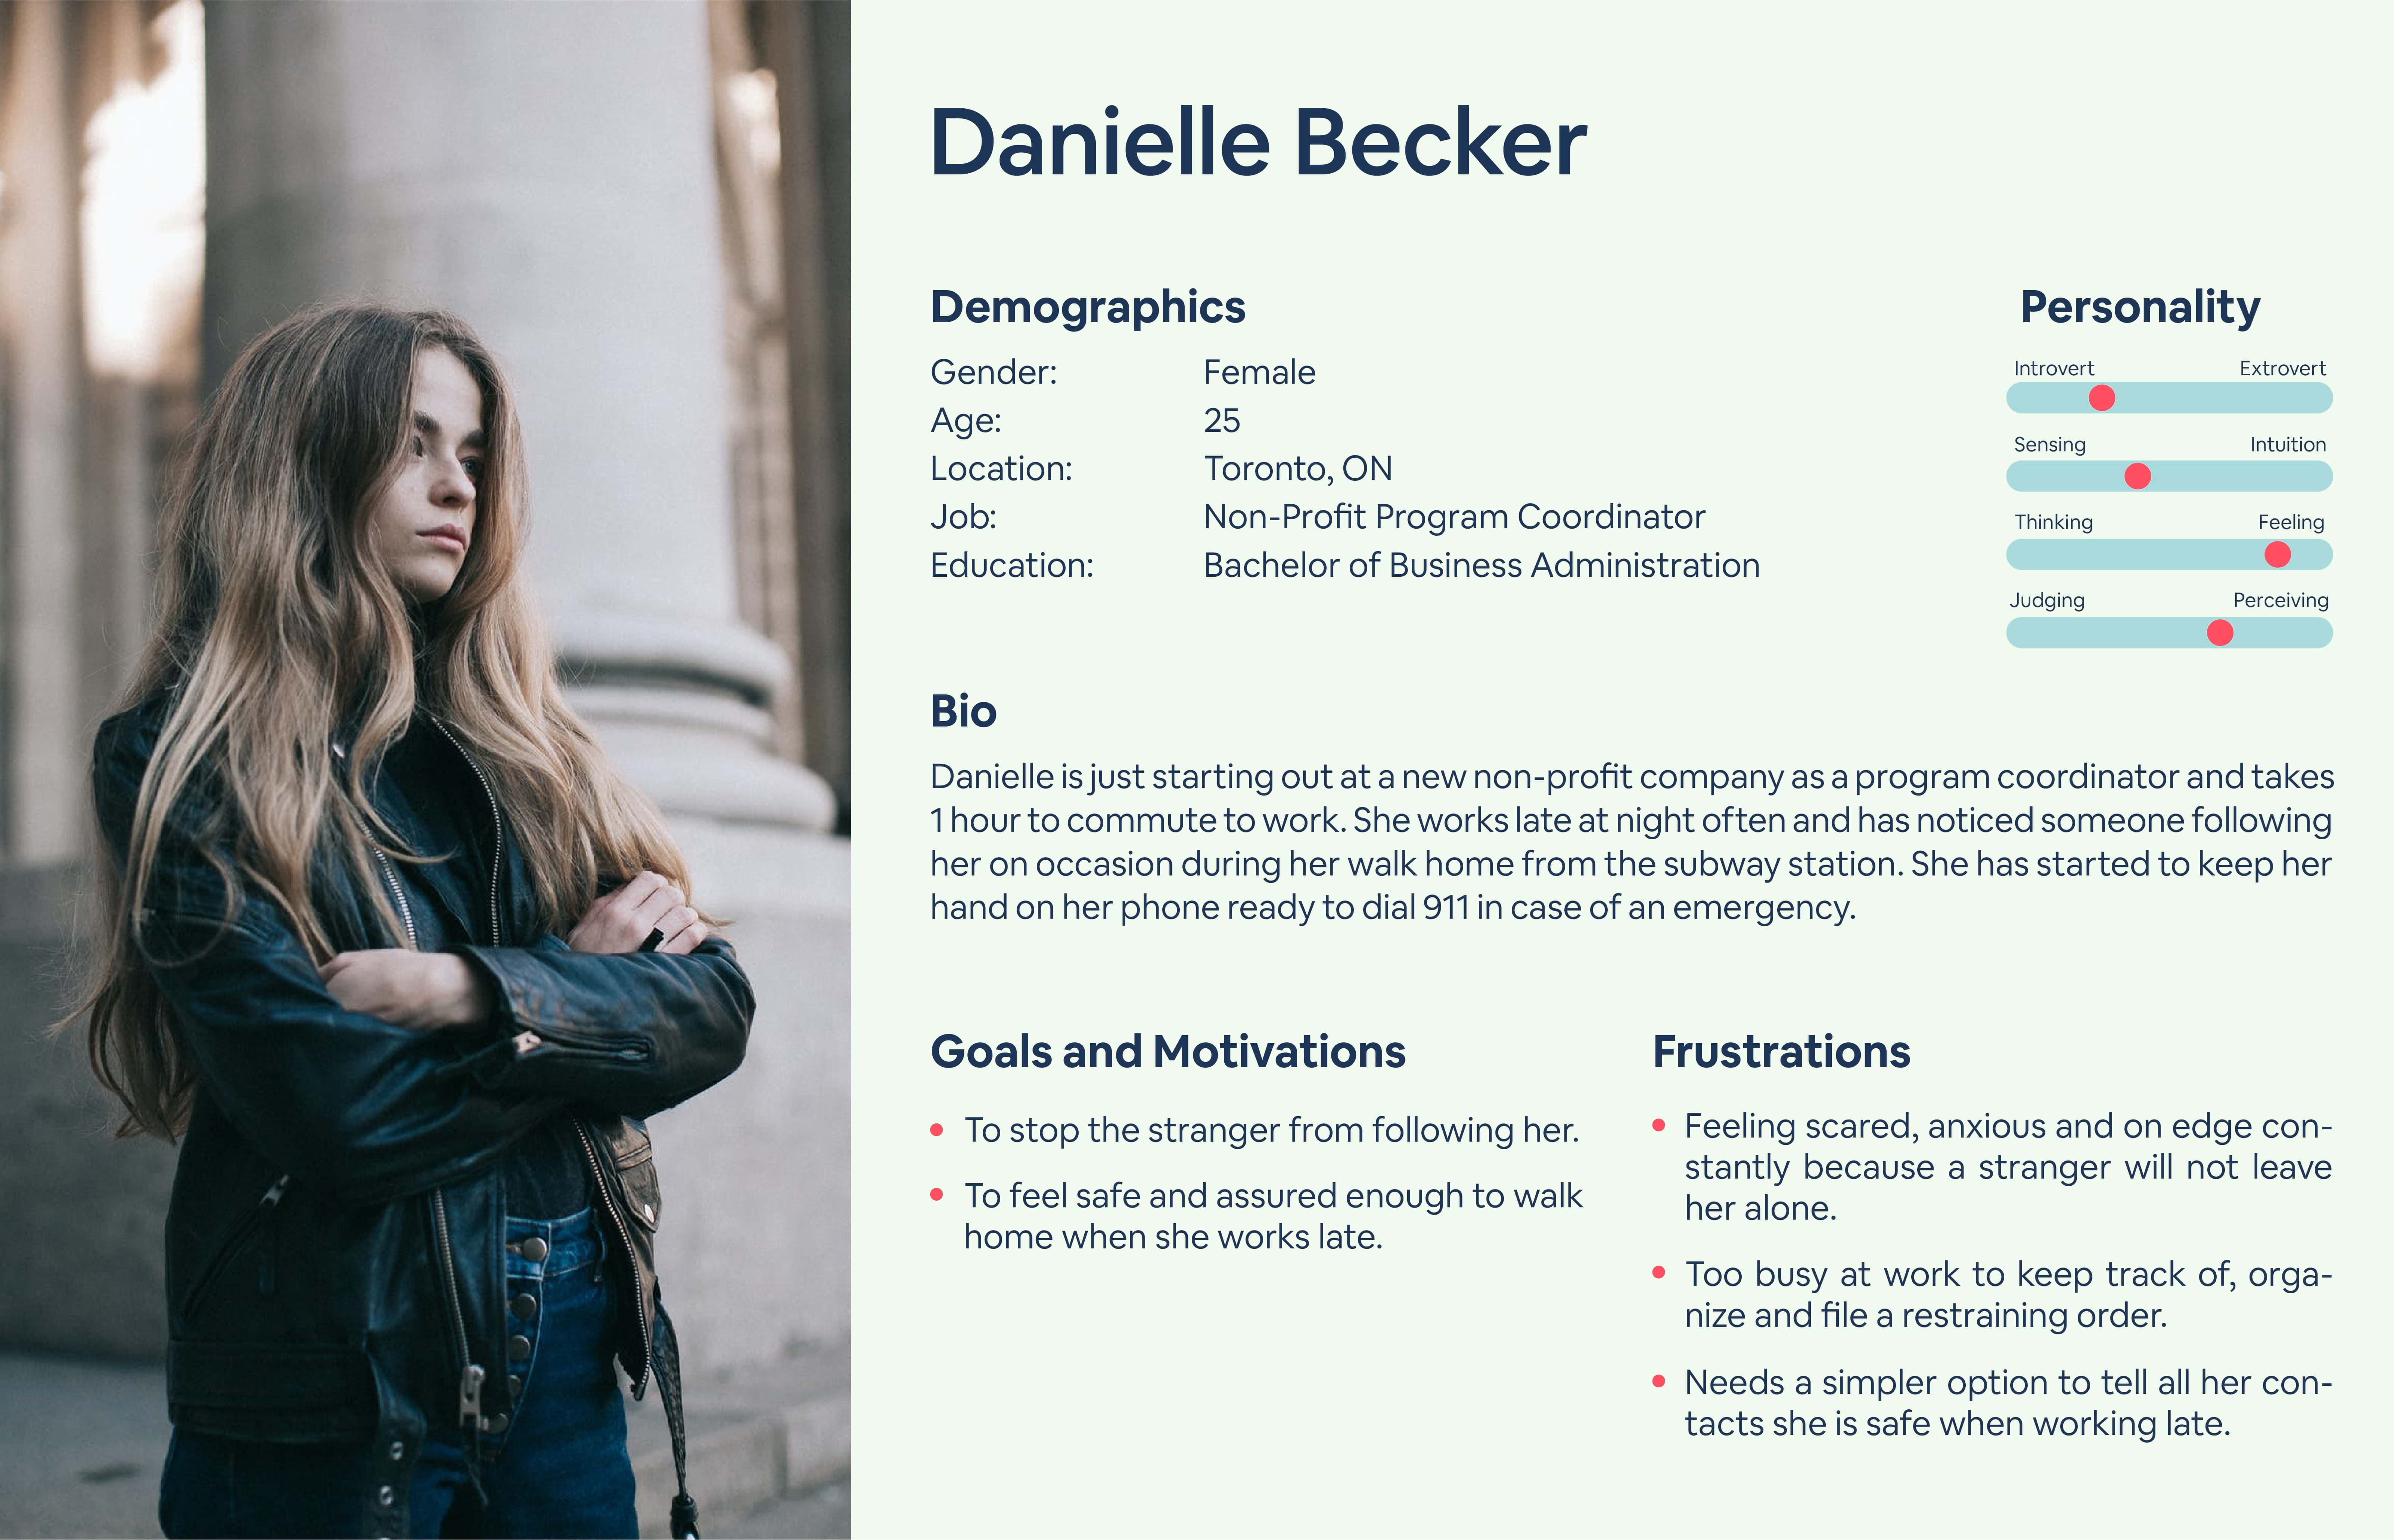 Danielle Becker
Demographics
Gender: Female
Age: 25
Location: Toronto, ON
Job: Non-Profit Program Coordinator
Education: Bachelor of Business Administration
Personality
Introvert Extrovert
Sensing Intuition
Thinking Feeling
Judging Perceiving
Bio
Danielle is just starting out at a new non-profit company as a program coordinator and takes
1 hour to commute to work. She works late at night often and has noticed someone following
her on occasion during her walk home from the subway station. She has started to keep her
hand on her phone ready to dial 911 in case of an emergency.
Goals and Motivations
• To stop the stranger from following her.
• To feel safe and assured enough to walk
home when she works late.
Frustrations
• Feeling scared, anxious and on edge con-
stantly because a stranger will not leave
her alone.
• Too busy at work to keep track of, orga-
nize and file a restraining order.
• Needs a simpler option to tell all her con-
tacts she is safe when working late.